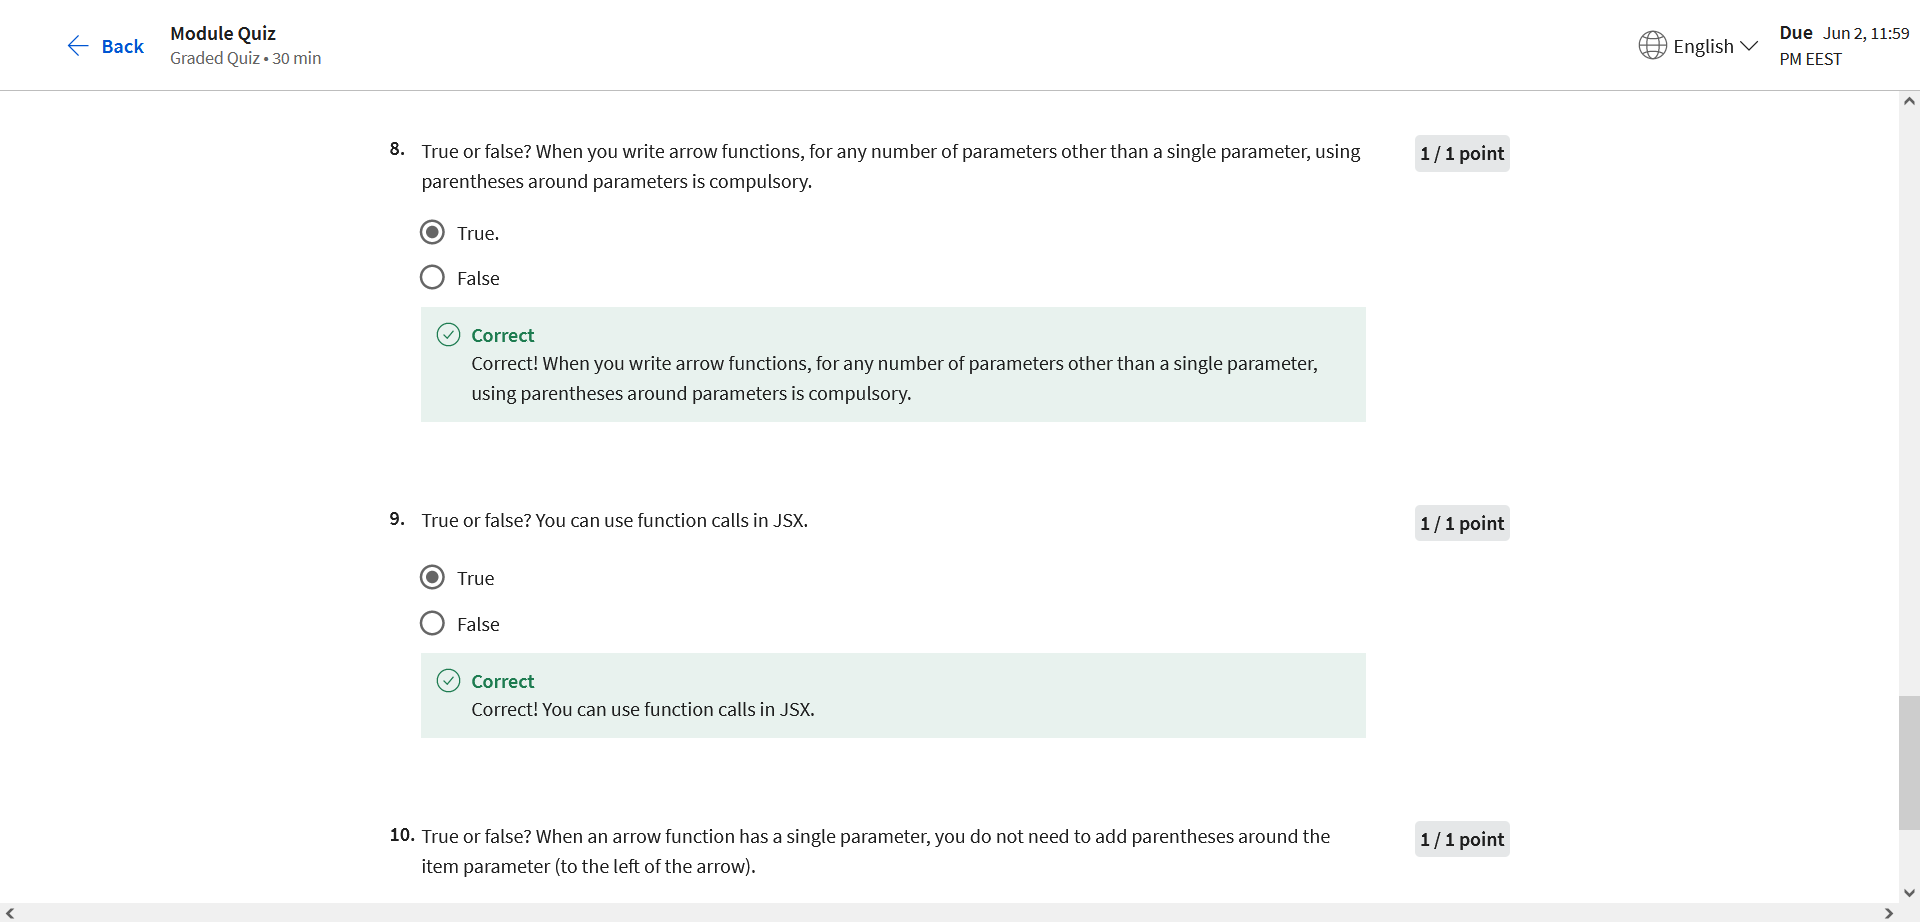 Back
Module Quiz
Graded Quiz • 30 min
English
Due Jun 2, 11:59
PM EEST
8. True or false? When you write arrow functions, for any number of parameters other than a single parameter, using
parentheses around parameters is compulsory.
1 / 1 point
True.
False
Correct
Correct! When you write arrow functions, for any number of parameters other than a single parameter,
using parentheses around parameters is compulsory.
9. True or false? You can use function calls in JSX.
1 / 1 point
True
False
Correct
Correct! You can use function calls in JSX.
10. True or false? When an arrow function has a single parameter, you do not need to add parentheses around the
item parameter (to the left of the arrow).
1 / 1 point